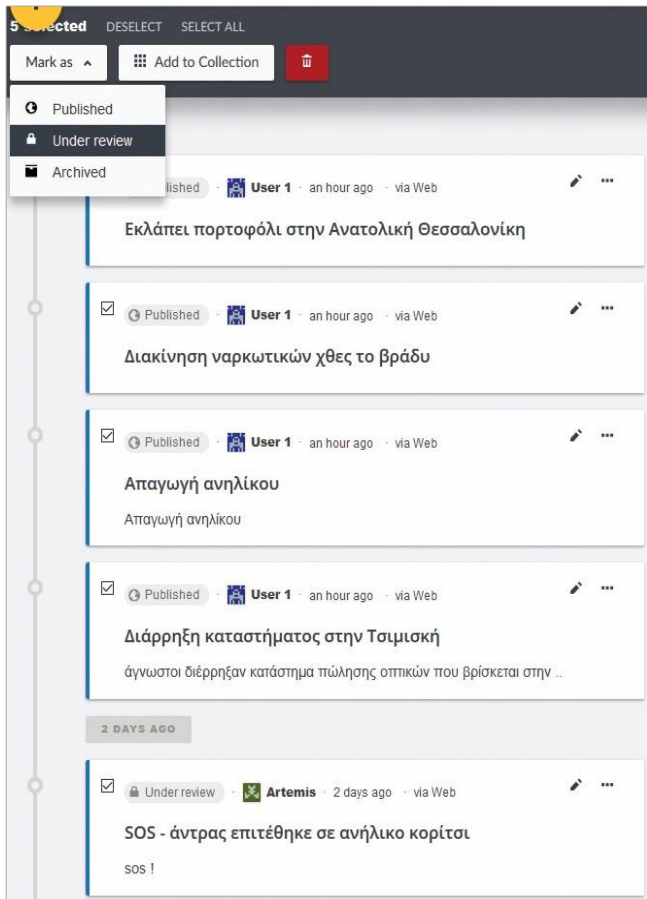 5 selected DESELECT SELECT ALL
Mark as Add to Collection
Published
Under review
Archived
User 1 · an hour ago · via Web
Εκλάπει πορτοφόλι στην Ανατολική Θεσσαλονίκη
Published · User 1 · an hour ago · via Web
Διακίνηση ναρκωτικών χθες το βράδυ
Published · User 1 · an hour ago · via Web
Απαγωγή ανηλίκου
Απαγωγή ανηλίκου
Published · User 1 · an hour ago · via Web
Διάρρηξη καταστήματος στην Τσιμισκή
άγνωστοι διέρρηξαν κατάστημα πώλησης οπτικών που βρίσκεται στην ..
2 DAYS AGO
Under review · Artemis · 2 days ago · via Web
SOS - άντρας επιτέθηκε σε ανήλικο κορίτσι
sos !